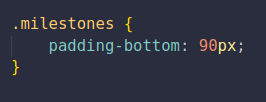 .milestones {
    padding-bottom: 90px;
}